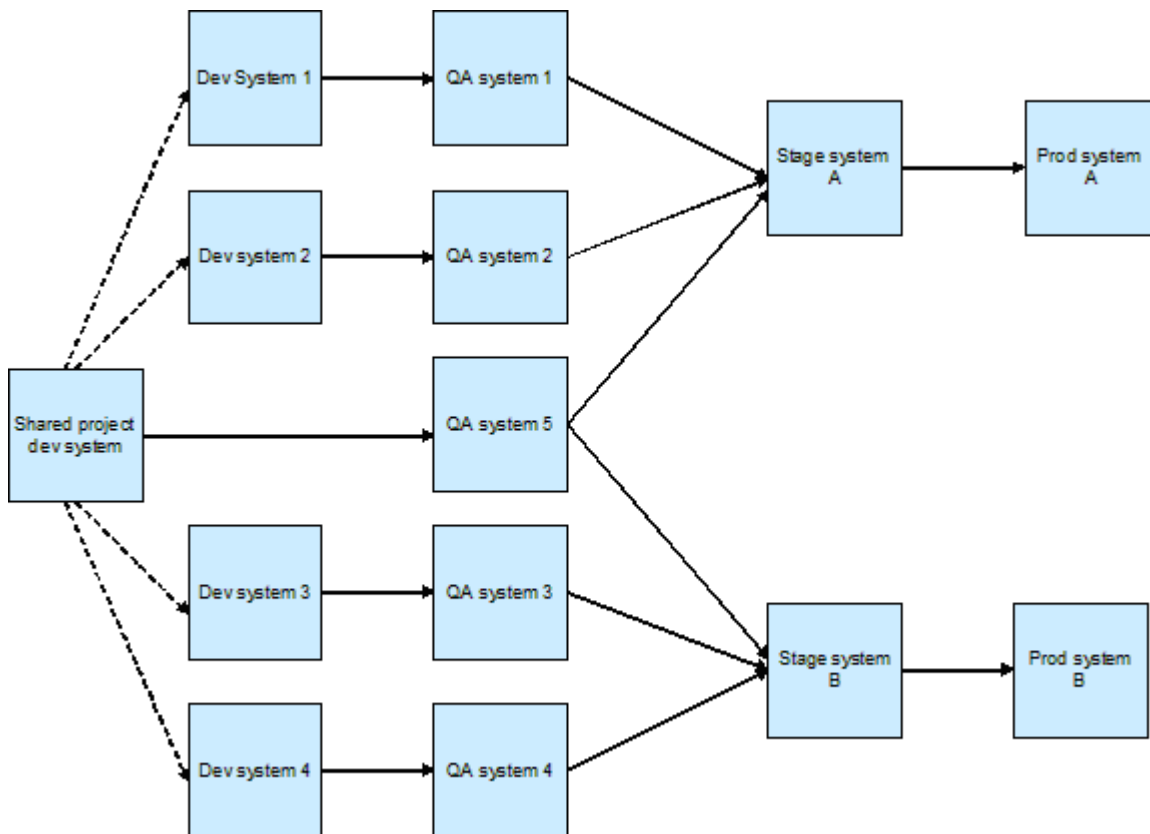 Dev System 1
QA system 1
Stage system
A
Prod system
A
Dev system 2
QA system 2
Shared project
dev system
QA system 5
Dev system 3
QA system 3
Stage system
B
Prod system
B
Dev system 4
QA system 4